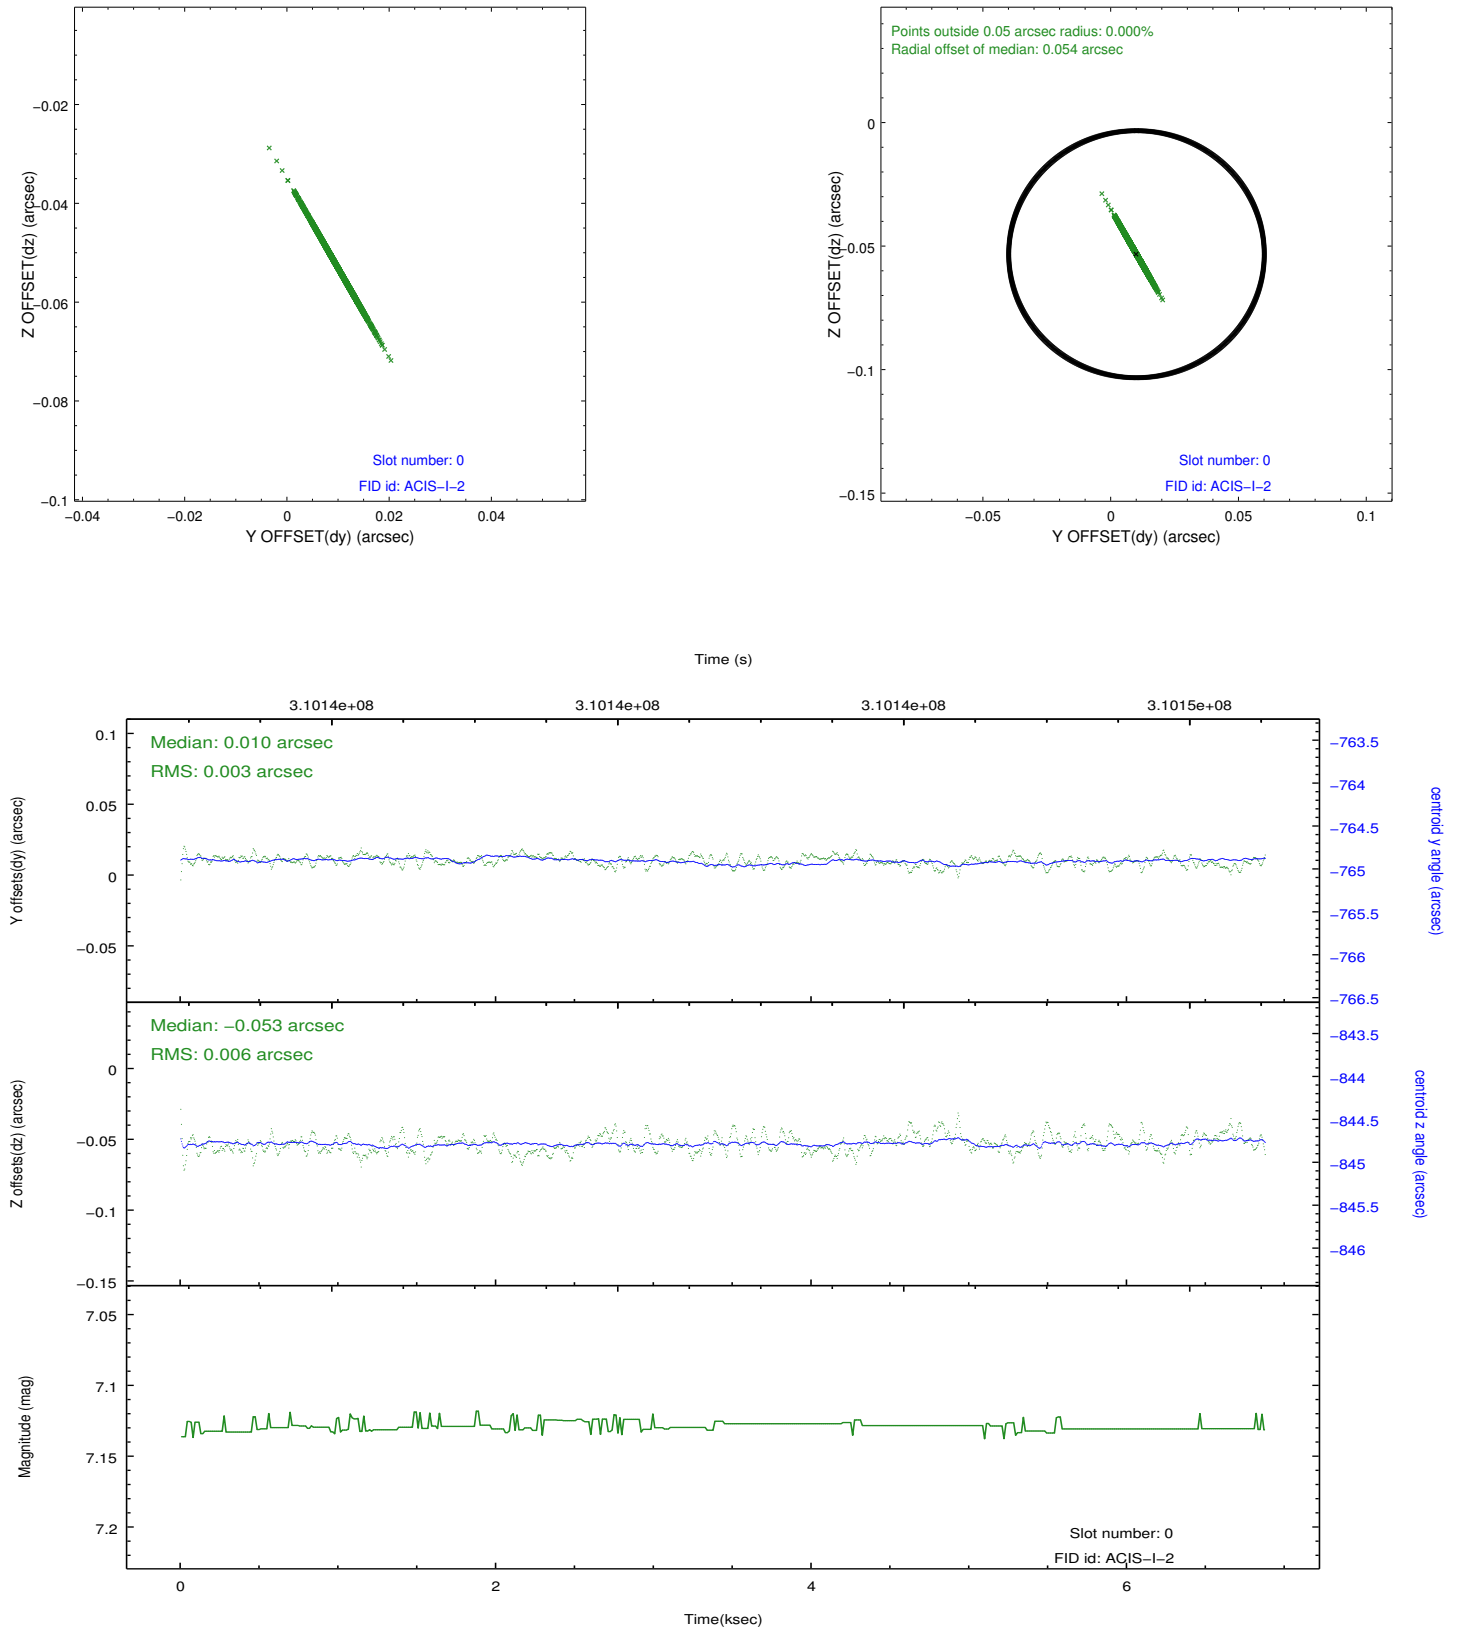 −0.02
−0.04
−0.06
−0.08
−0.1
Z OFFSET(dz) (arcsec)
Slot number: 0
FID id: ACIS−I−2
−0.04
−0.02
0
0.02
0.04
Y OFFSET(dy) (arcsec)
Points outside 0.05 arcsec radius: 0.000%
Radial offset of median: 0.054 arcsec
0
−0.05
−0.1
−0.15
Z OFFSET(dz) (arcsec)
Slot number: 0
FID id: ACIS−I−2
−0.05
0
0.05
0.1
Y OFFSET(dy) (arcsec)
Time (s)
3.1014e+08
3.1014e+08
3.1014e+08
3.1015e+08
Median: 0.010 arcsec
RMS: 0.003 arcsec
0.1
0.05
0
−0.05
Y offsets(dy) (arcsec)
−763.5
−764
−764.5
−765
−765.5
−766
−766.5
centroid y angle (arcsec)
Median: −0.053 arcsec
RMS: 0.006 arcsec
0
−0.05
−0.1
−0.15
Z offsets(dz) (arcsec)
−843.5
−844
−844.5
−845
−845.5
−846
centroid z angle (arcsec)
7.05
7.1
7.15
7.2
Magnitude (mag)
Slot number: 0
FID id: ACIS−I−2
0
2
4
6
Time(ksec)